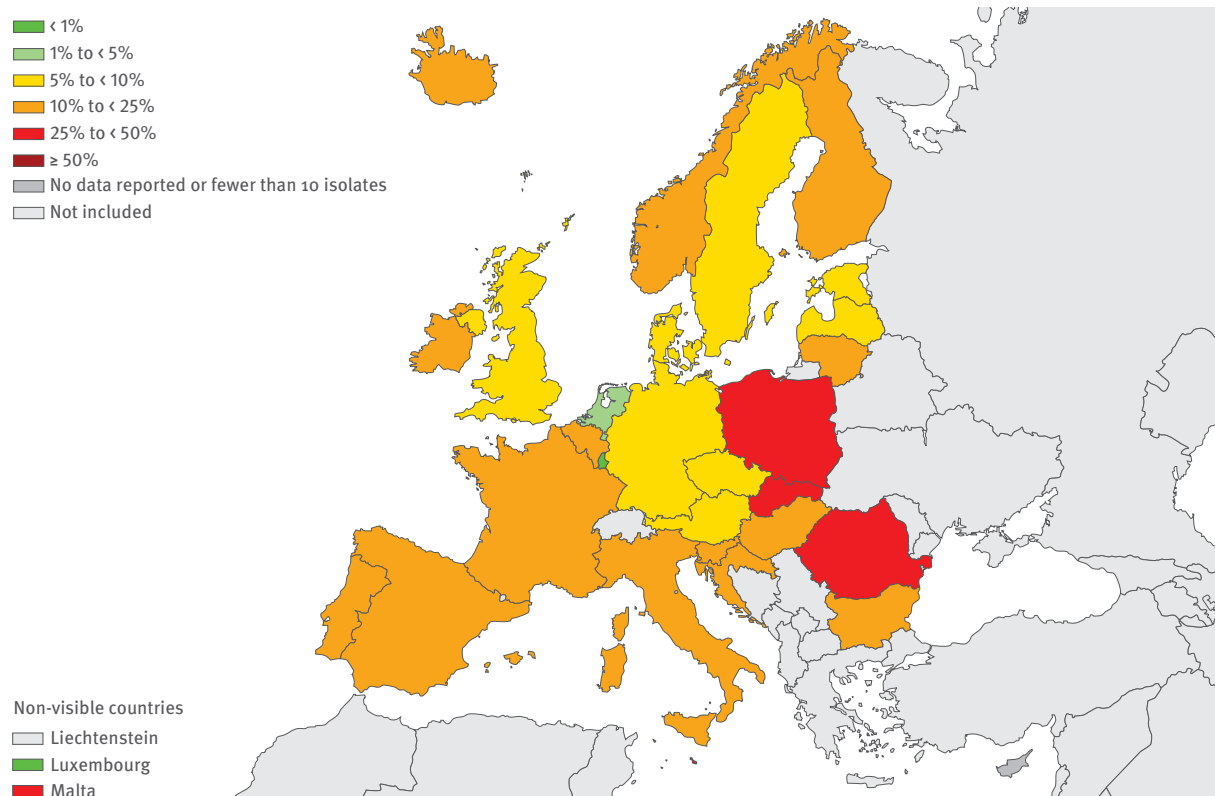 < 1%
1% to < 5%
5% to < 10%
10% to < 25%
25% to < 50%
≥ 50%
No data reported or fewer than 10 isolates
Not included
Non-visible countries
Liechtenstein
Luxembourg
Malta